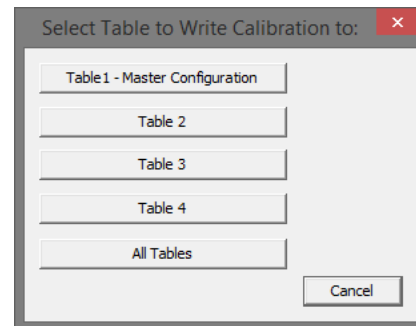 Select Table to Write Calibration to:
Table1 - Master Configuration
Table 2
Table 3
Table 4
All Tables
Cancel